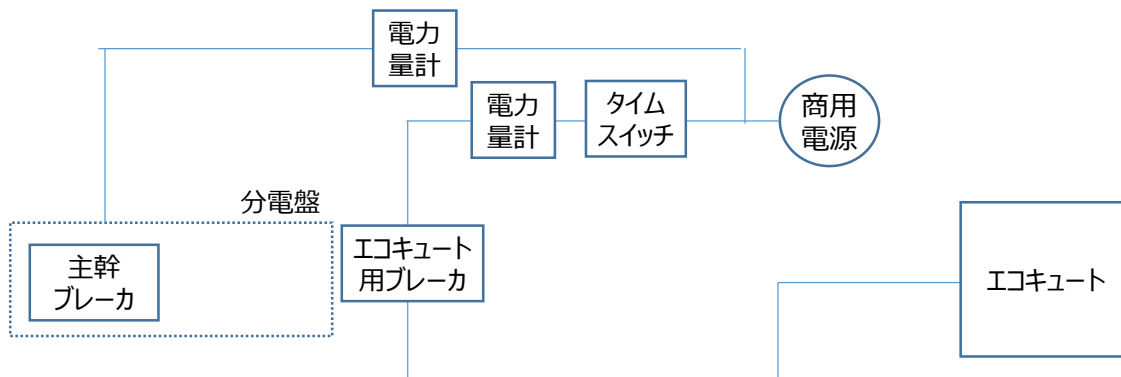 電力
量計
電力
量計
タイム
スイッチ
商用
電源
分電盤
主幹
ブレーカ
エコキュート
用ブレーカ
エコキュート